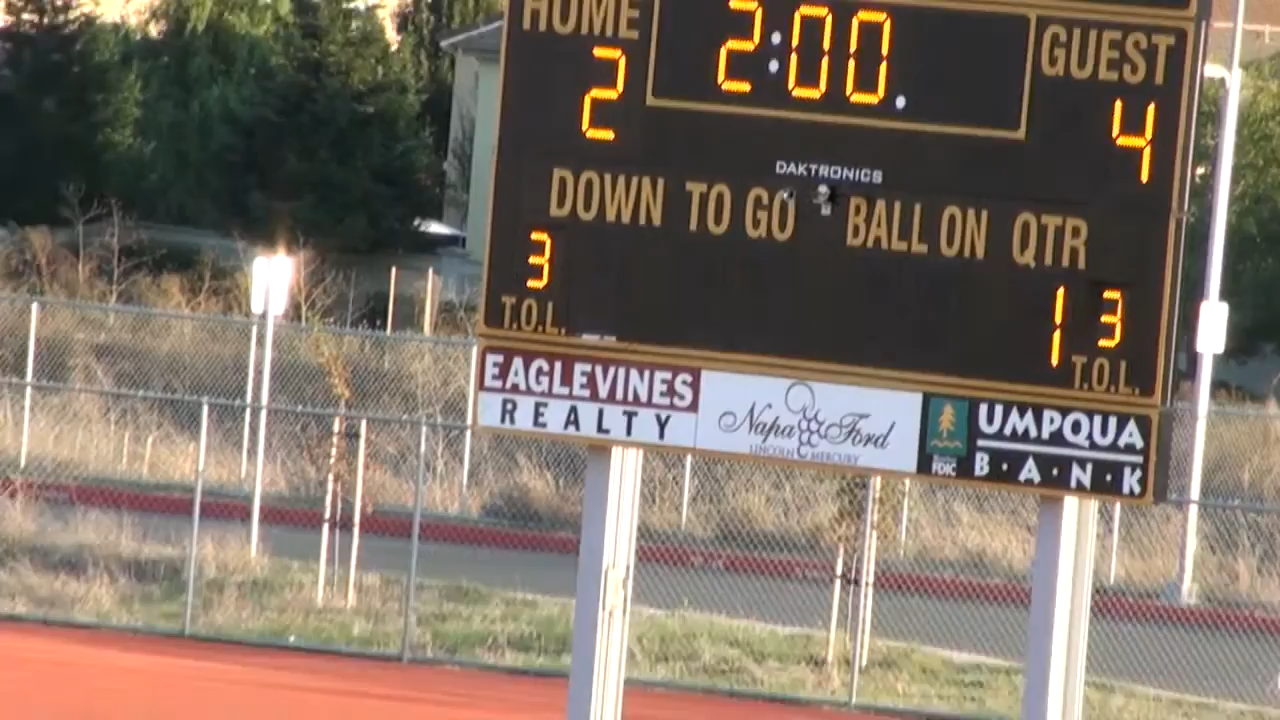 HOME 2:00. GUEST
2 4
DAKTRONICS
DOWN TO GO BALL ON QTR
3 1 3
T.O.L. T.O.L.
EAGLEVINES
REALTY
Napa Ford
LINCOLN MERCURY
UMPQUA
B·A·N·K
FDIC